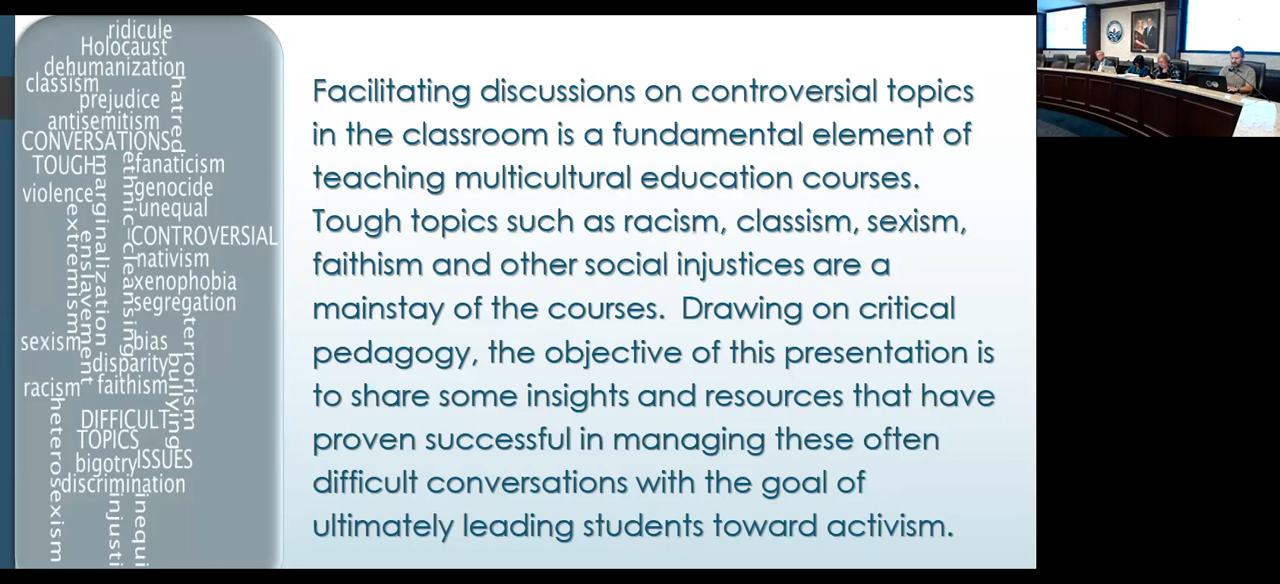 ridicule
Holocaust
dehumanization
classism
hatred
prejudice
antisemitism
CONVERSATIONS
TOUGH
fanaticism
marginalization
ethnic-cleansing
violence
genocide
unequal
extremism
enslavement
CONTROVERSIAL
nativism
xenophobia
segregation
terrorism
sexism
bias
disparity
bullying
racism
faithism
heterosexism
DIFFICULT
TOPICS
bigotry
ISSUES
discrimination
injusti
inequi
Facilitating discussions on controversial topics
in the classroom is a fundamental element of
teaching multicultural education courses.
Tough topics such as racism, classism, sexism,
faithism and other social injustices are a
mainstay of the courses.  Drawing on critical
pedagogy, the objective of this presentation is
to share some insights and resources that have
proven successful in managing these often
difficult conversations with the goal of
ultimately leading students toward activism.